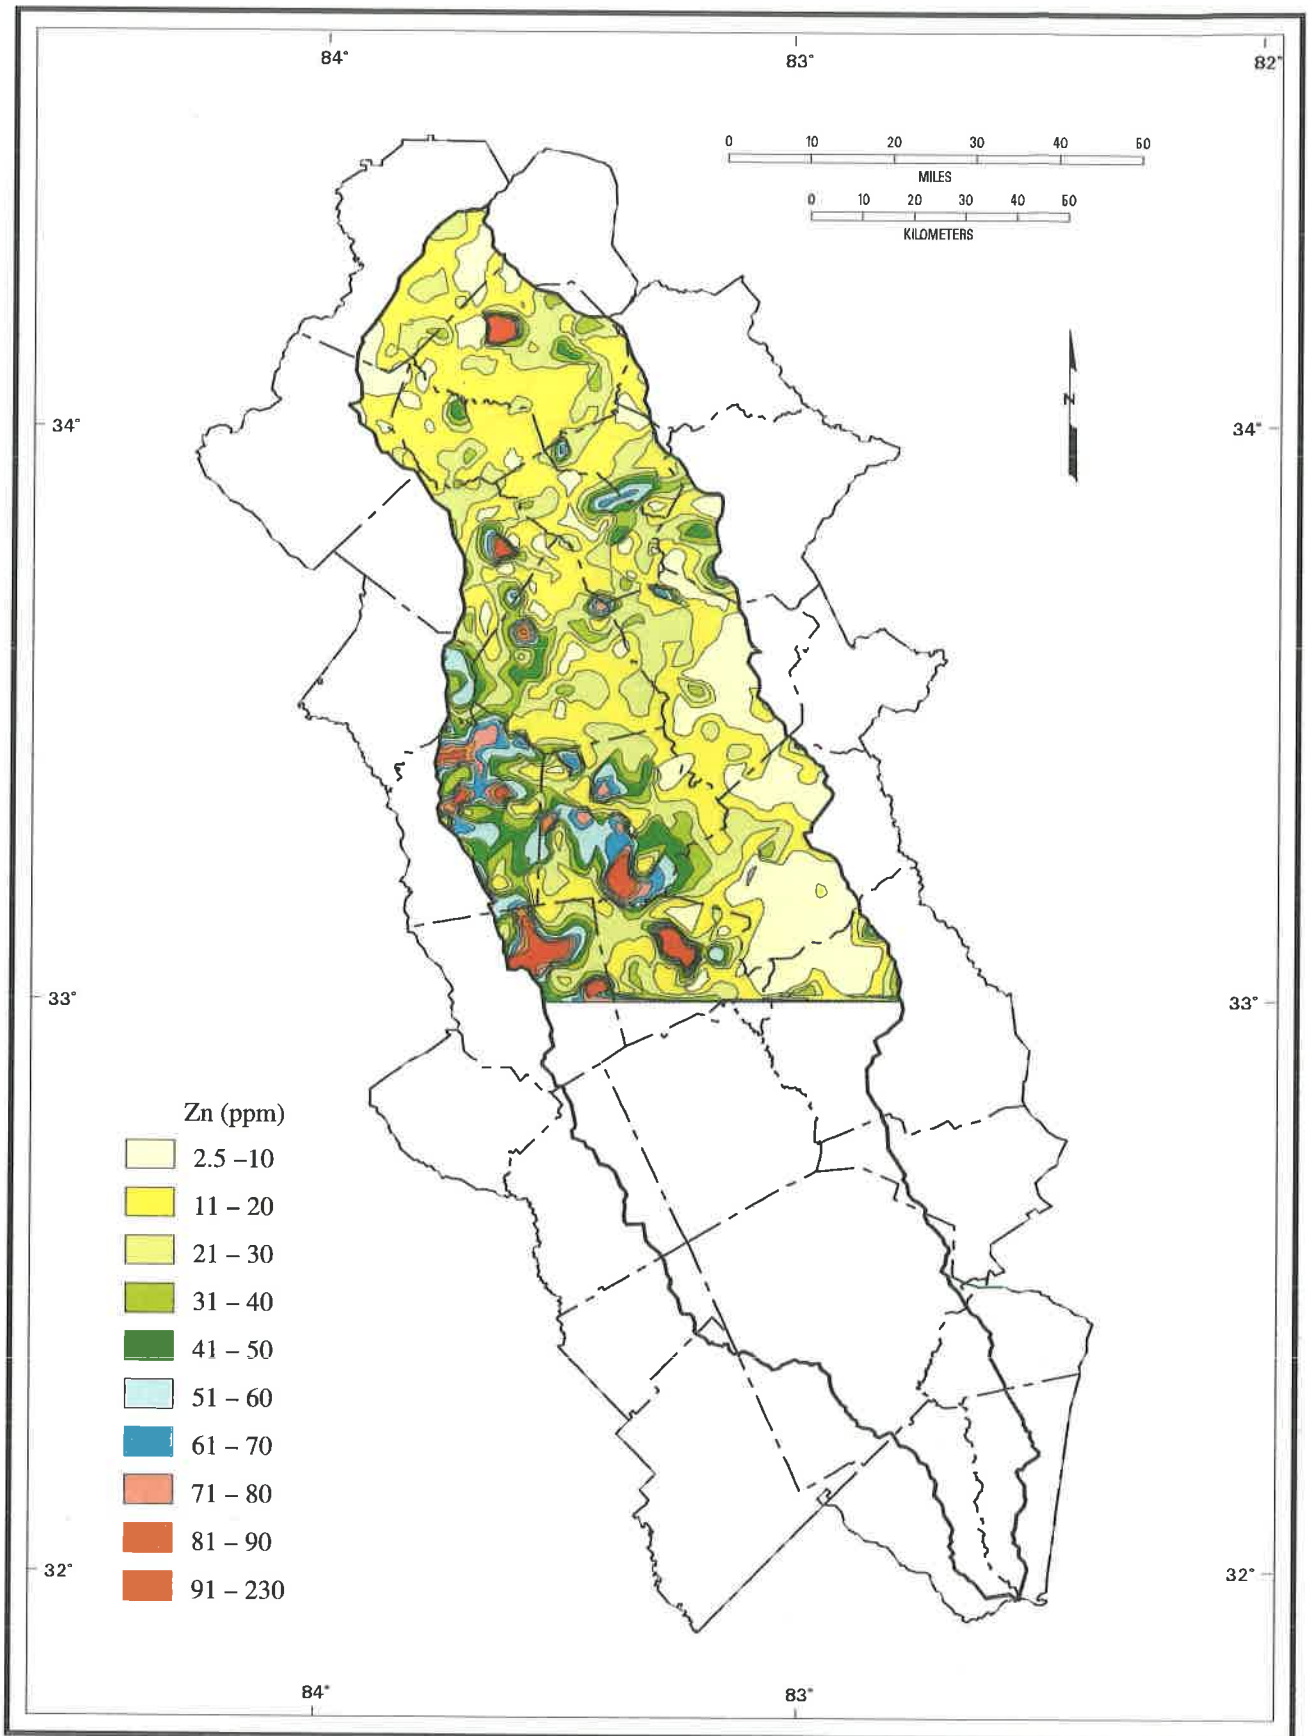 84° 83° 82°
0 10 20 30 40 50
MILES
0 10 20 30 40 50
KILOMETERS
N
34° 34°
33° 33°
Zn (ppm)
2.5 –10
11 – 20
21 – 30
31 – 40
41 – 50
51 – 60
61 – 70
71 – 80
81 – 90
91 – 230
32° 32°
84° 83°